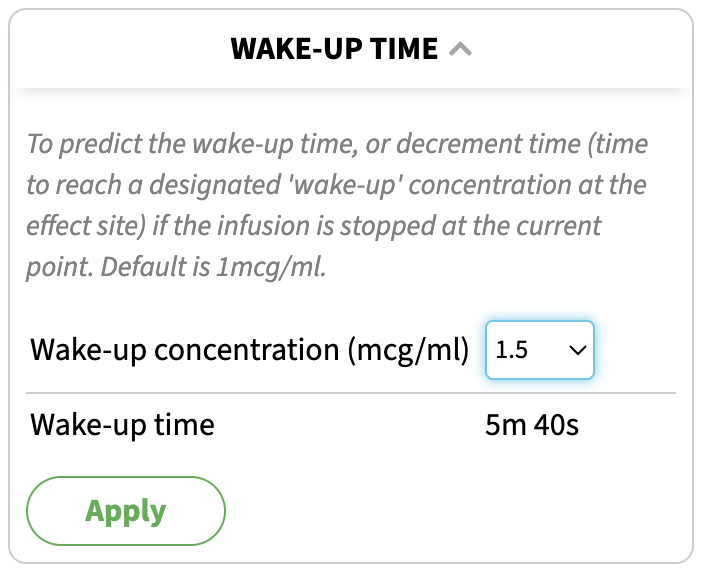 WAKE-UP TIME
To predict the wake-up time, or decrement time (time
to reach a designated 'wake-up' concentration at the
effect site) if the infusion is stopped at the current
point. Default is 1mcg/ml.
Wake-up concentration (mcg/ml) 1.5
Wake-up time 5m 40s
Apply